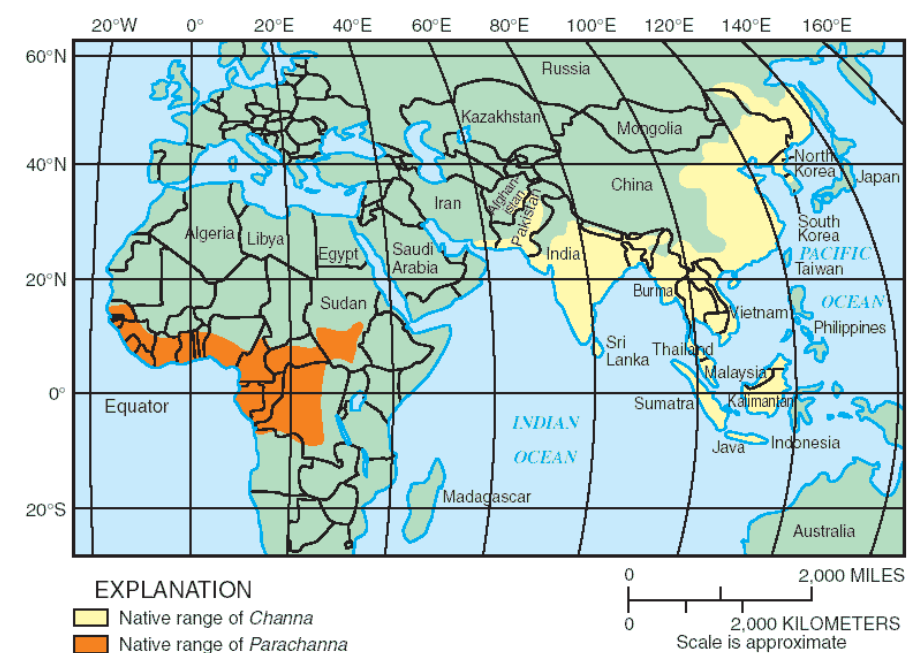 20°W 0° 20°E 40°E 60°E 80°E 100°E 120°E 140°E 160°E
60°N
Russia
Kazakhstan
Mongolia
40°N
North
Korea
Japan
China
Afghan-
istan
Pakistan
Iran
South
Korea
Algeria
Libya
Egypt
Saudi
Arabia
India
PACIFIC
Taiwan
20°N
Burma
OCEAN
Sudan
Vietnam
Philippines
Sri
Lanka
Thailand
Malaysia
0°
Equator
Sumatra
Kalimantan
INDIAN
OCEAN
Java
Indonesia
Madagascar
20°S
Australia
EXPLANATION
Native range of Channa
Native range of Parachanna
0 2,000 MILES
0 2,000 KILOMETERS
Scale is approximate